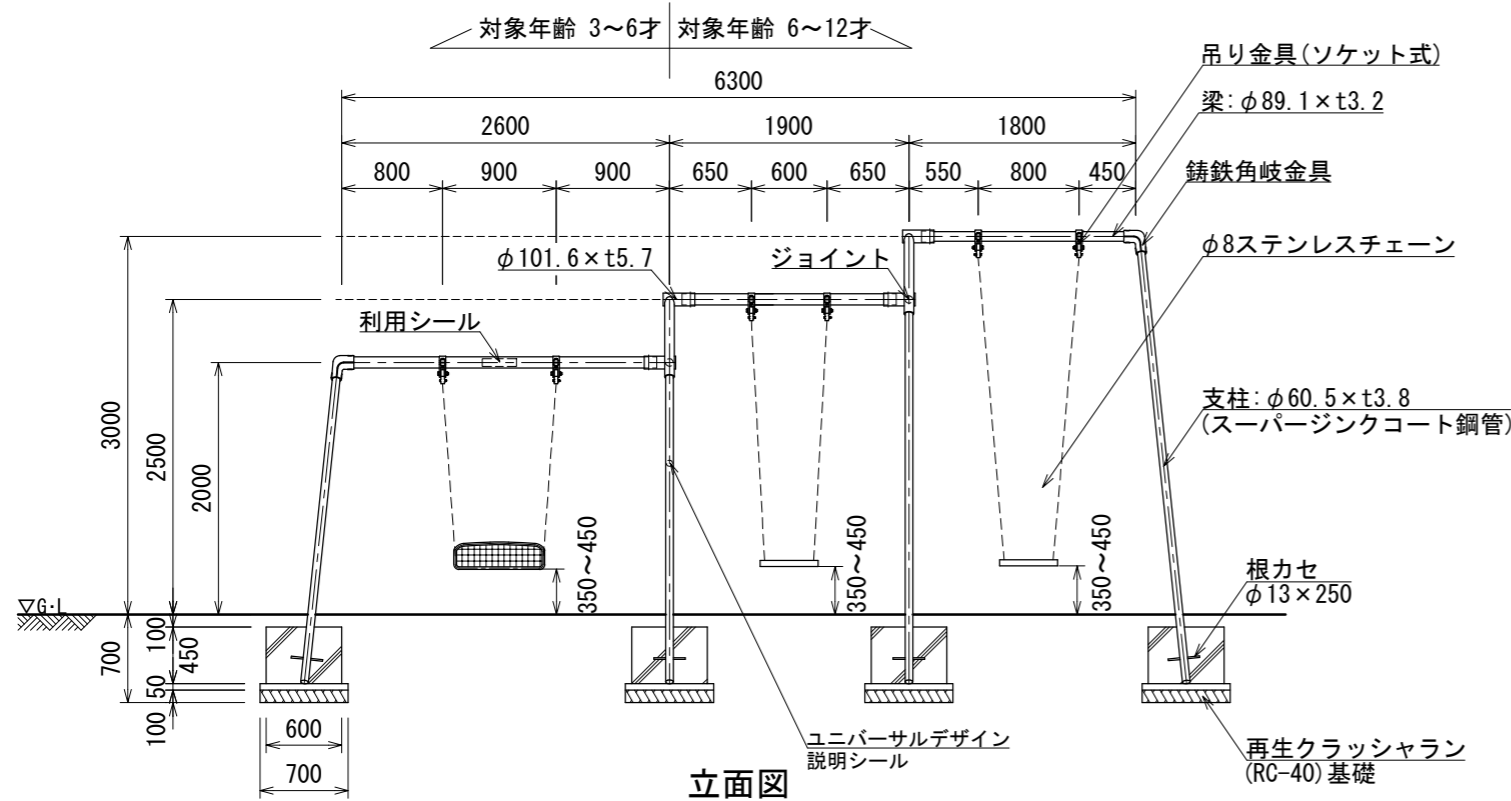 対象年齢 3～6才
対象年齢 6～12才
6300
2600
1900
1800
800
900
900
650
600
650
550
800
450
吊り金具(ソケット式)
梁:φ89.1×t3.2
鋳鉄角岐金具
φ8ステンレスチェーン
φ101.6×t5.7
ジョイント
利用シール
3000
2500
2000
支柱:φ60.5×t3.8
(スーパージンクコート鋼管)
350～450
350～450
350～450
根カセ
φ13×250
▽G・L
700
100
450
50
100
600
700
ユニバーサルデザイン
説明シール
再生クラッシャラン
(RC-40)基礎
立面図